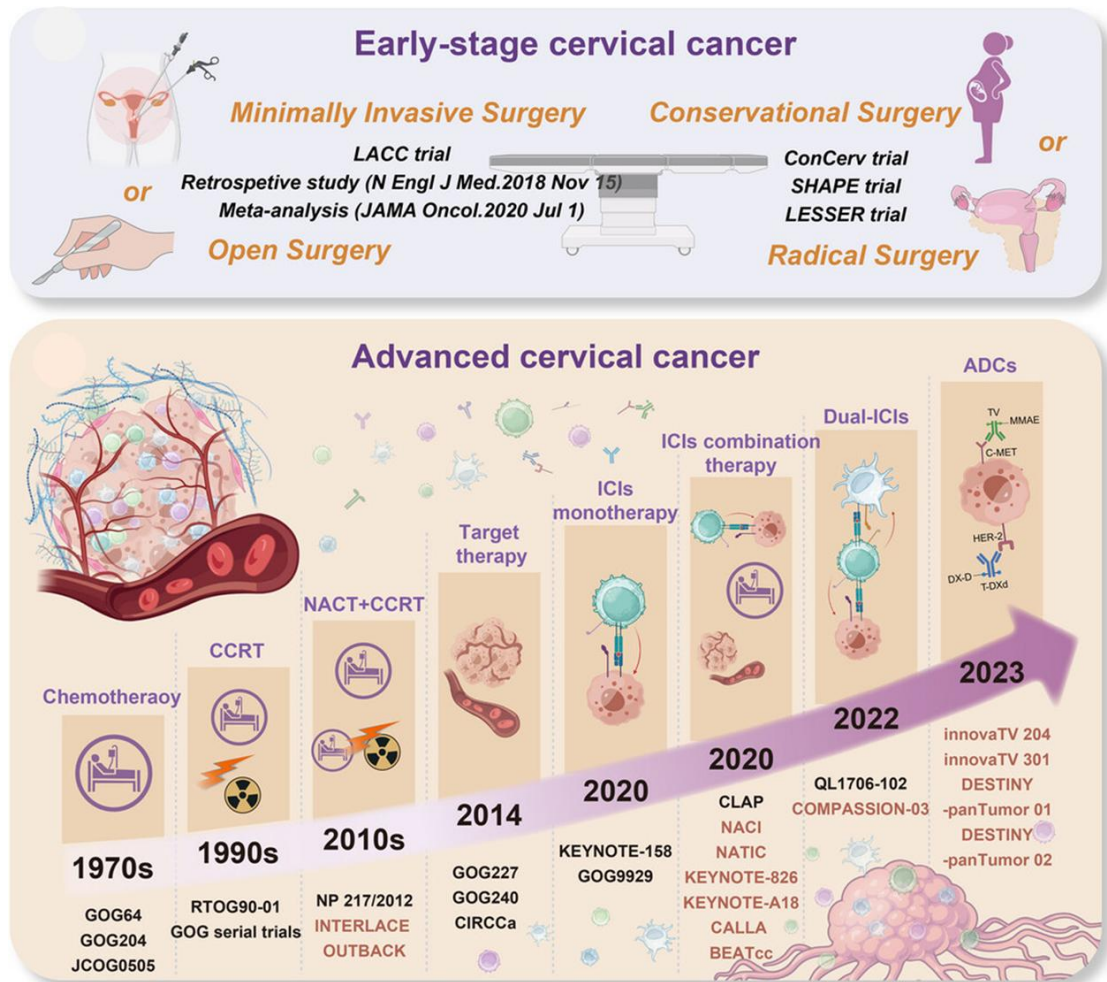 Early-stage cervical cancer
Minimally Invasive Surgery
LACC trial
Retrospetive study (N Engl J Med.2018 Nov 15)
Meta-analysis (JAMA Oncol.2020 Jul 1)
or
Open Surgery
Conservational Surgery
ConCerv trial
SHAPE trial
LESSER trial
or
Radical Surgery
Advanced cervical cancer
Chemotheraoy
1970s
GOG64
GOG204
JCOG0505
CCRT
1990s
RTOG90-01
GOG serial trials
NACT+CCRT
2010s
NP 217/2012
INTERLACE
OUTBACK
Target
therapy
2014
GOG227
GOG240
CIRCCa
ICIs
monotherapy
2020
KEYNOTE-158
GOG9929
ICIs combination
therapy
2020
CLAP
NACI
NATIC
KEYNOTE-826
KEYNOTE-A18
CALLA
BEATcc
Dual-ICIs
2022
QL1706-102
COMPASSION-03
ADCs
TV
MMAE
C-MET
HER-2
DX-D
T-DXd
2023
innovaTV 204
innovaTV 301
DESTINY
-panTumor 01
DESTINY
-panTumor 02